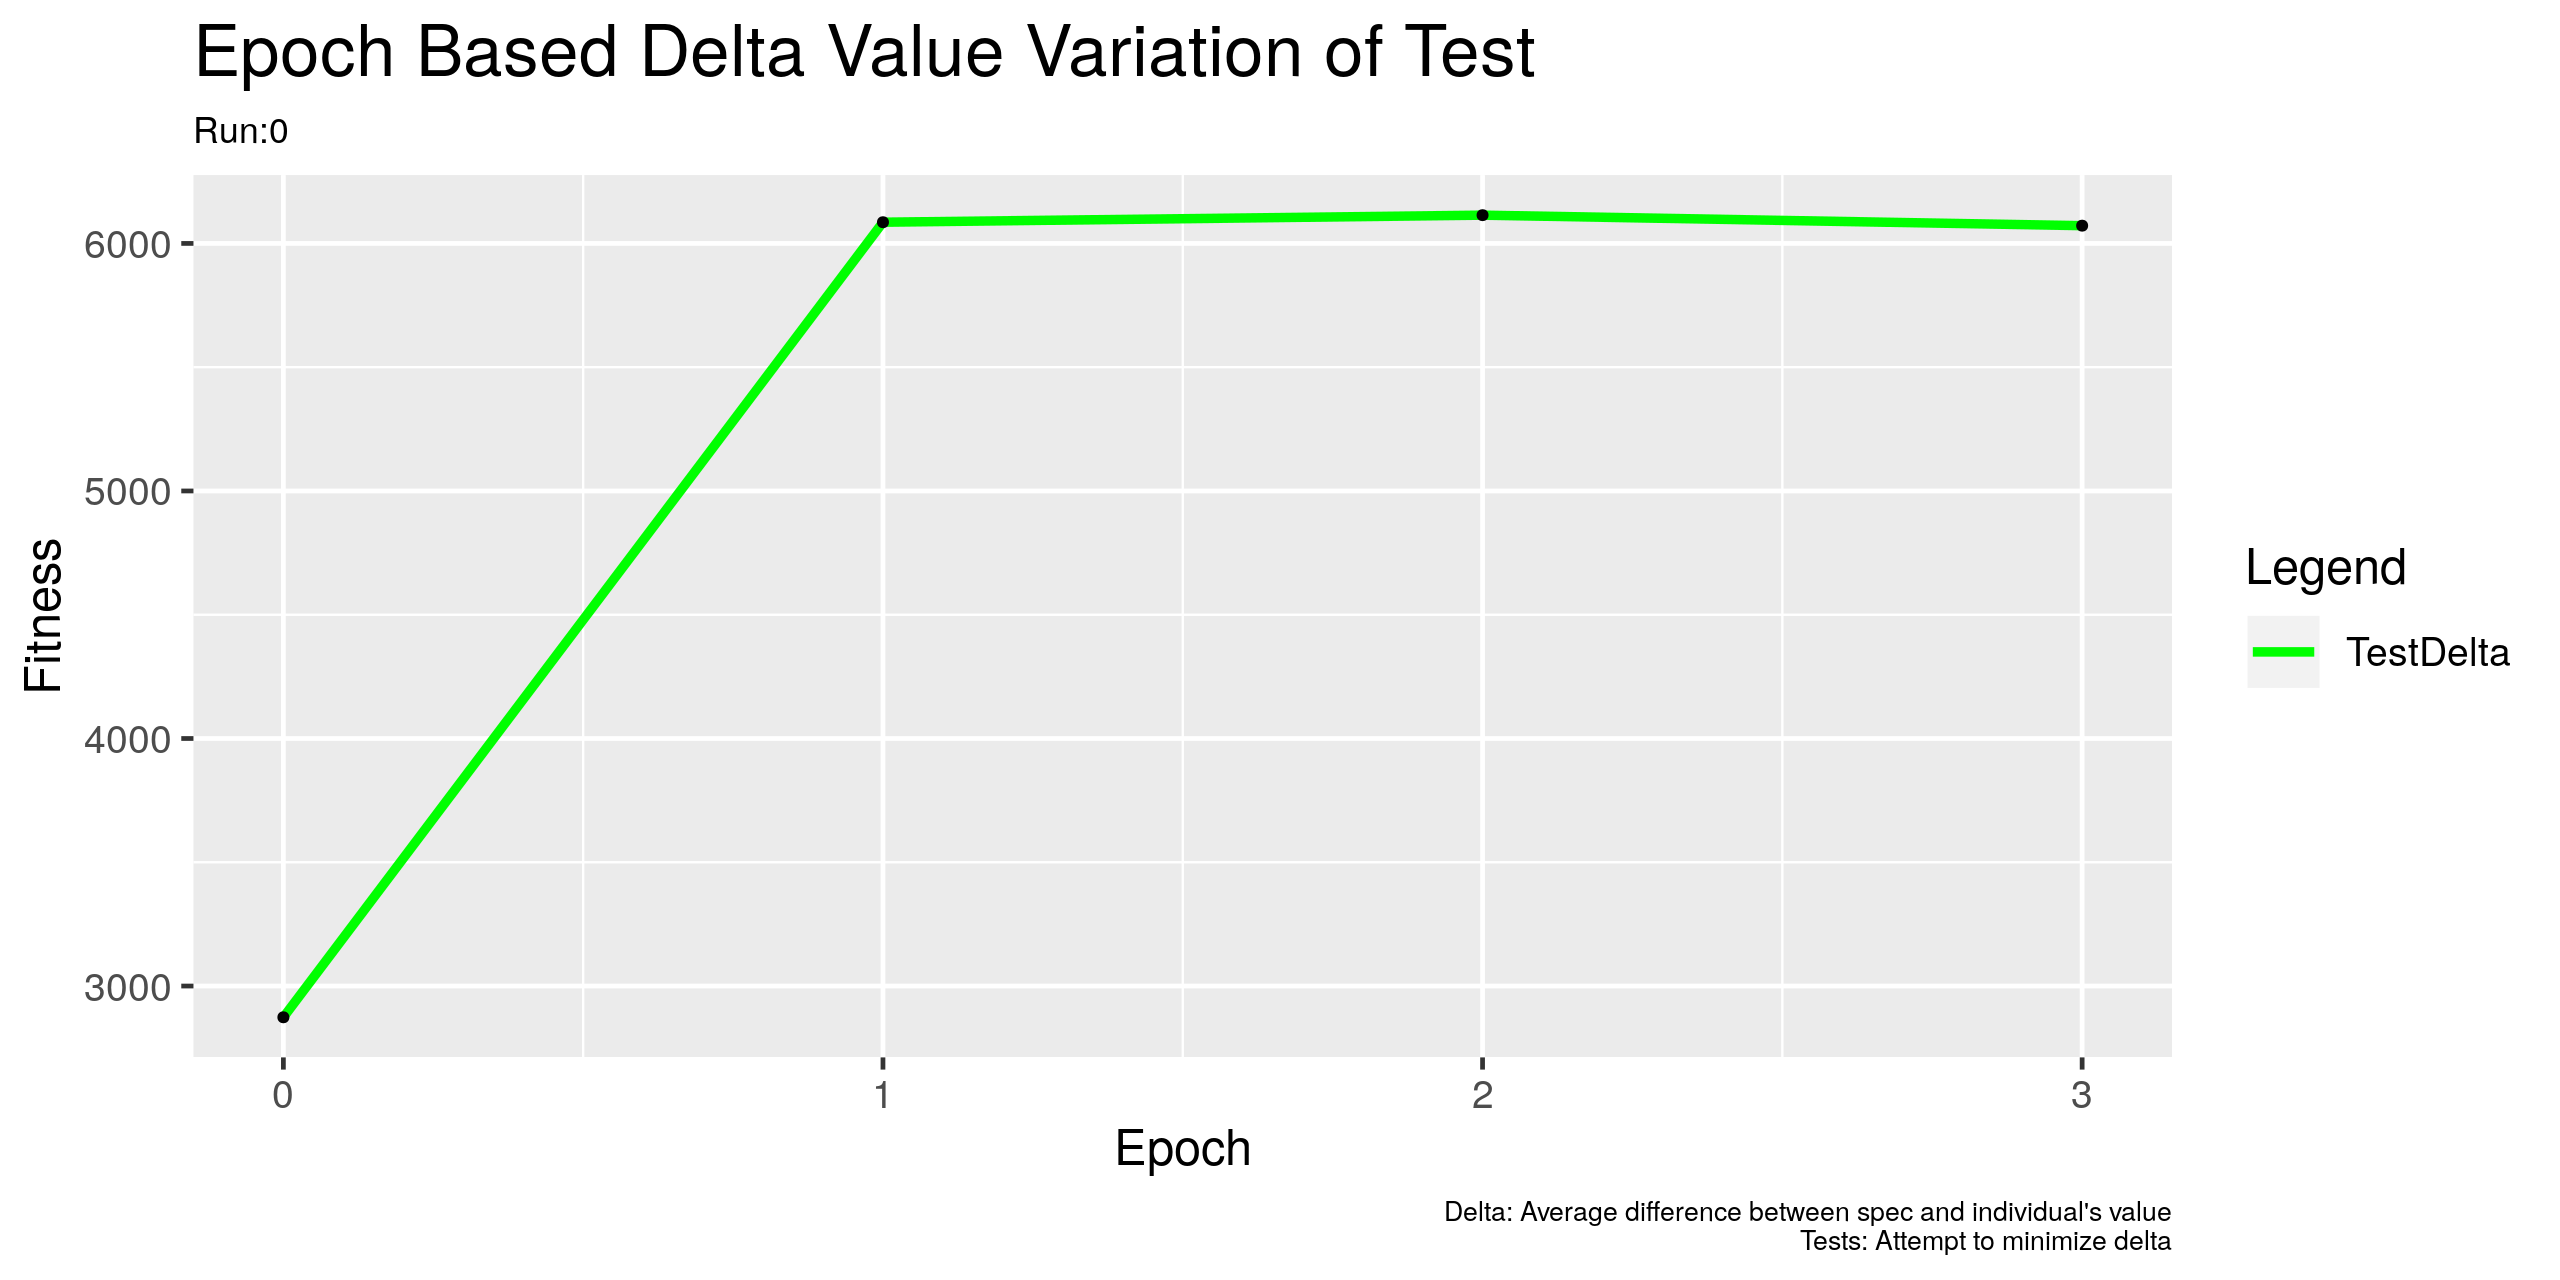 Epoch Based Delta Value Variation of Test
Run:0
Fitness
6000
5000
4000
3000
0
1
2
3
Epoch
Legend
TestDelta
Delta: Average difference between spec and individual's value
Tests: Attempt to minimize delta